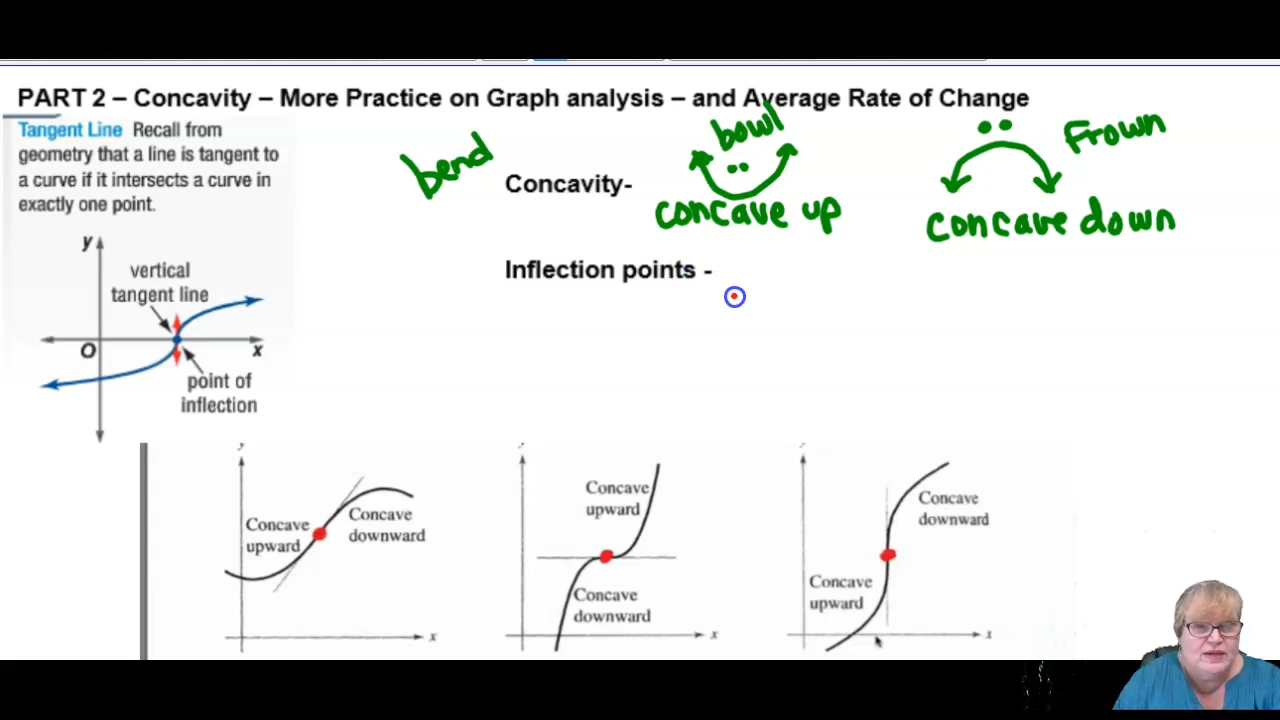 PART 2 – Concavity – More Practice on Graph analysis – and Average Rate of Change
Tangent Line Recall from
geometry that a line is tangent to
a curve if it intersects a curve in
exactly one point.
y
vertical
tangent line
O
x
point of
inflection
bend
Concavity-
bowl
concave up
Frown
concave down
Inflection points -
y
Concave
upward
Concave
downward
x
Concave
upward
Concave
downward
x
Concave
downward
Concave
upward
x